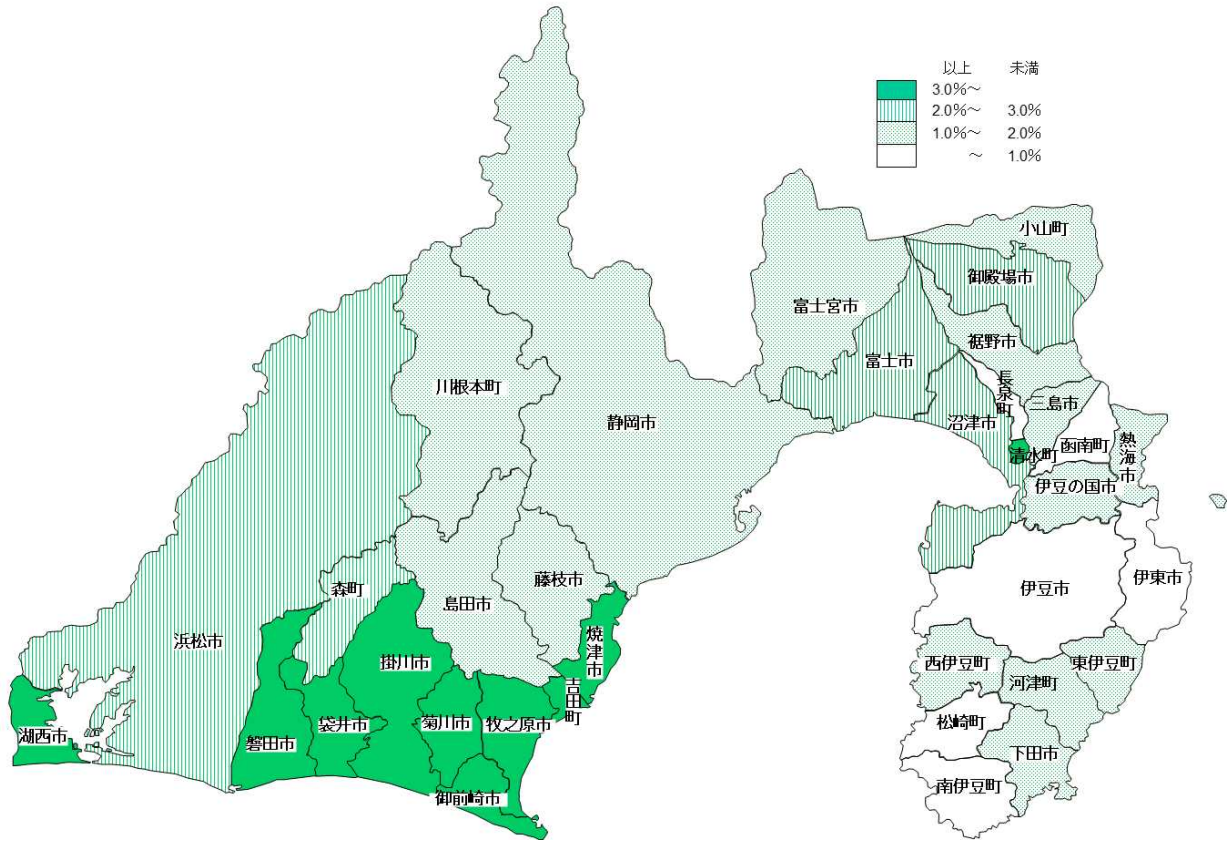 以上 未満
3.0%～
2.0%～ 3.0%
1.0%～ 2.0%
～ 1.0%
小山町
御殿場市
富士宮市
裾野市
富士市
長泉町
川根本町
三島市
静岡市
沼津市
函南町
熱海市
清水町
伊豆の国市
藤枝市
伊東市
森町
伊豆市
島田市
浜松市
焼津市
掛川市
西伊豆町
東伊豆町
河津町
吉田町
松崎町
袋井市
菊川市
牧之原市
湖西市
磐田市
下田市
南伊豆町
御前崎市